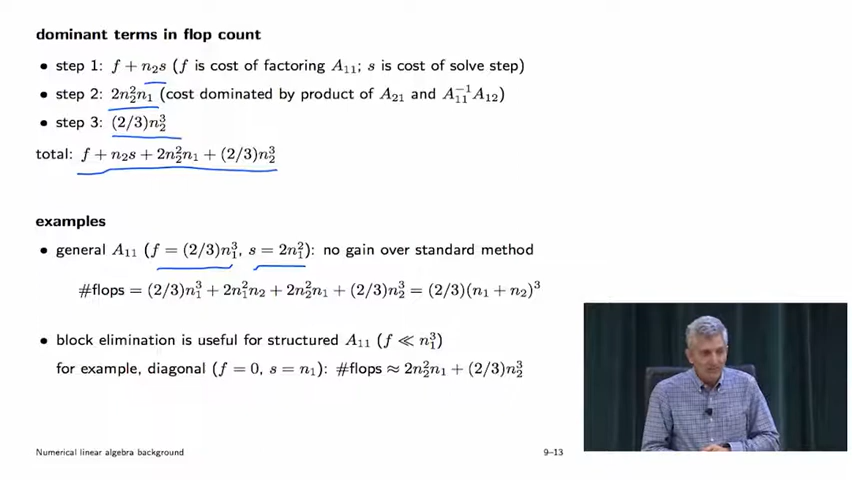 dominant terms in flop count
• step 1: f + n₂s (f is cost of factoring A₁₁; s is cost of solve step)
• step 2: 2n₂²n₁ (cost dominated by product of A₂₁ and A₁₁⁻¹A₁₂)
• step 3: (2/3)n₂³
total: f + n₂s + 2n₂²n₁ + (2/3)n₂³
examples
• general A₁₁ (f = (2/3)n₁³, s = 2n₁²): no gain over standard method
#flops = (2/3)n₁³ + 2n₁²n₂ + 2n₂²n₁ + (2/3)n₂³ = (2/3)(n₁ + n₂)³
• block elimination is useful for structured A₁₁ (f ≪ n₁³)
for example, diagonal (f = 0, s = n₁): #flops ≈ 2n₂²n₁ + (2/3)n₂³
Numerical linear algebra background 9–13